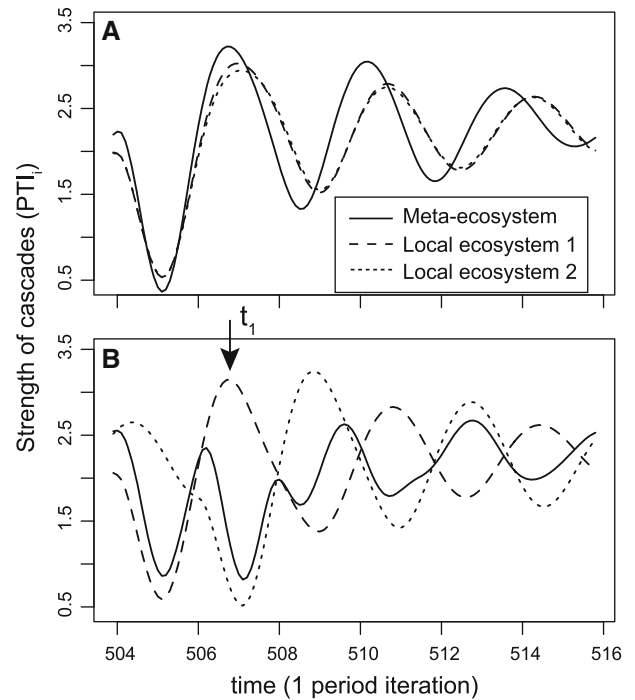 A
3.5
2.5
1.5
0.5
Meta-ecosystem
Local ecosystem 1
Local ecosystem 2
Strength of cascades (PTIi)
t1
B
3.5
2.5
1.5
0.5
504 506 508 510 512 514 516
time (1 period iteration)